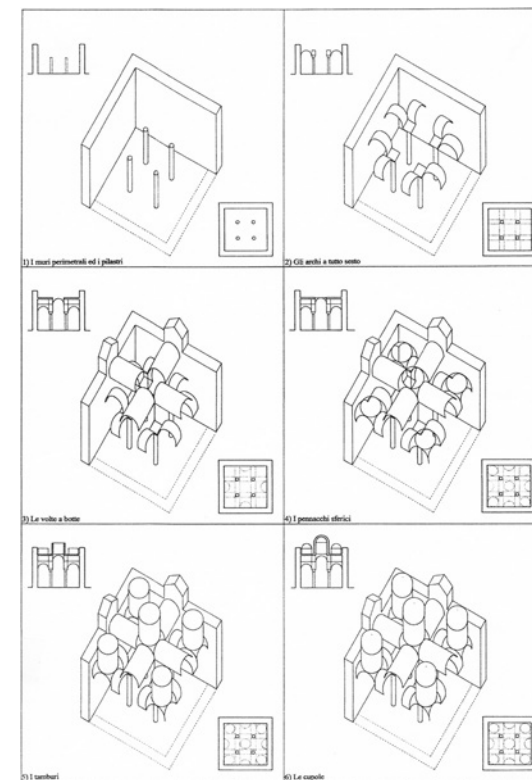 1) I muri perimetrali ed i pilastri
2) Gli archi a tutto sesto
3) Le volte a botte
4) I pennacchi sferici
5) I tamburi
6) Le cupole